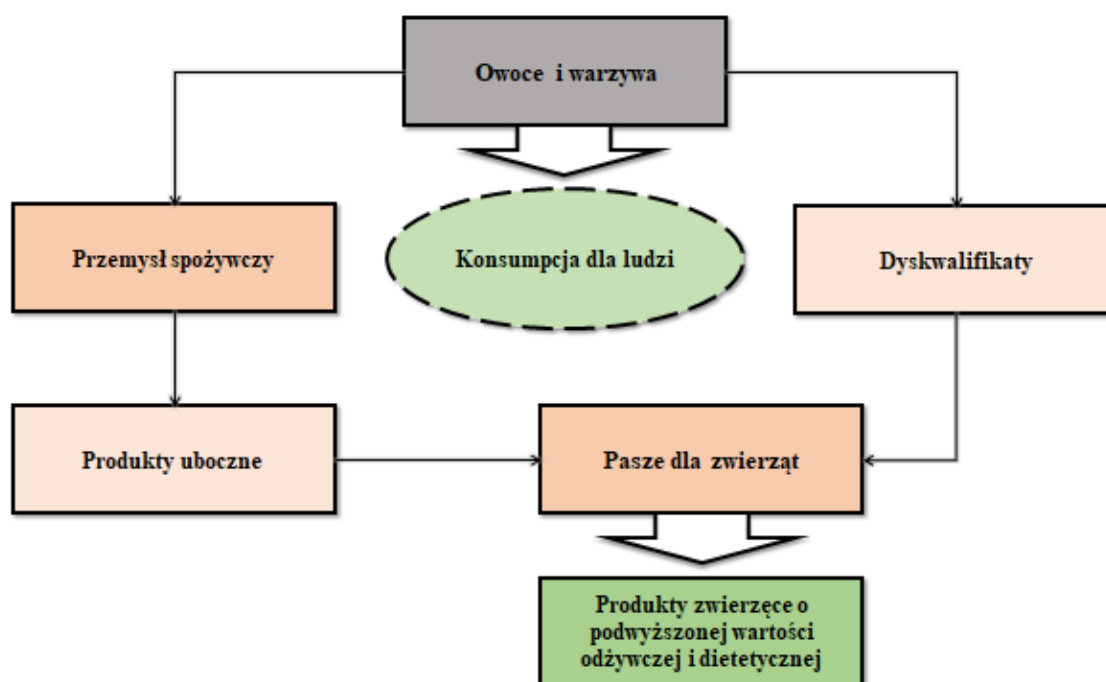 Owoce i warzywa
Przemysł spożywczy
Konsumpcja dla ludzi
Dyskwalifikaty
Produkty uboczne
Pasze dla zwierząt
Produkty zwierzęce o
podwyższonej wartości
odżywczej i dietetycznej